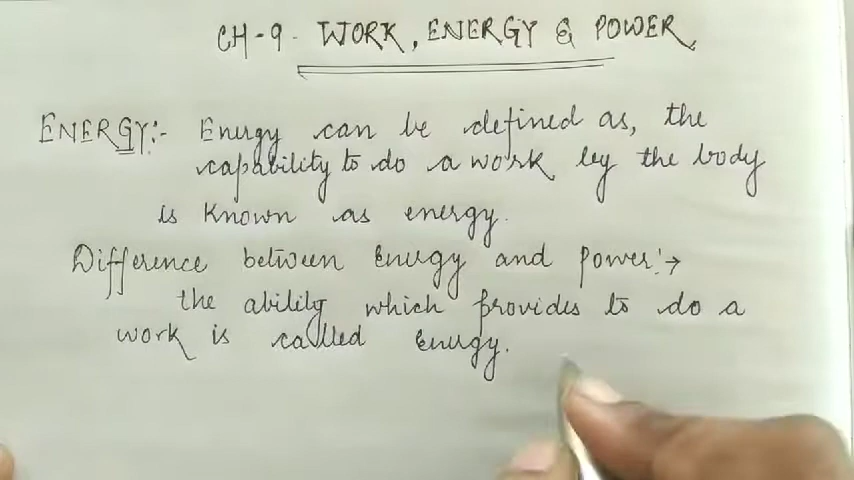 CH-9. WORK, ENERGY & POWER
ENERGY:- Energy can be defined as, the
capability to do a work by the body
is known as energy.
Difference between Energy and power:→
the ability which provides to do a
work is called Energy.